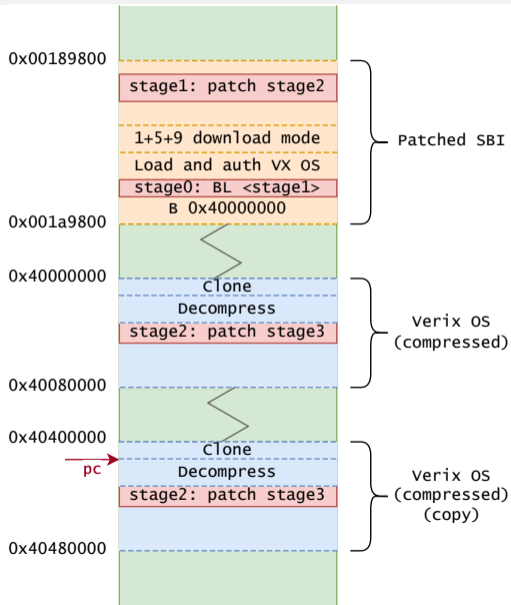 0x00189800
stage1: patch stage2
1+5+9 download mode
Patched SBI
Load and auth VX OS
stage0: BL <stage1>
B 0x40000000
0x001a9800
0x40000000
Clone
Decompress
stage2: patch stage3
Verix OS
(compressed)
0x40080000
0x40400000
Clone
pc
Decompress
stage2: patch stage3
Verix OS
(compressed)
(copy)
0x40480000